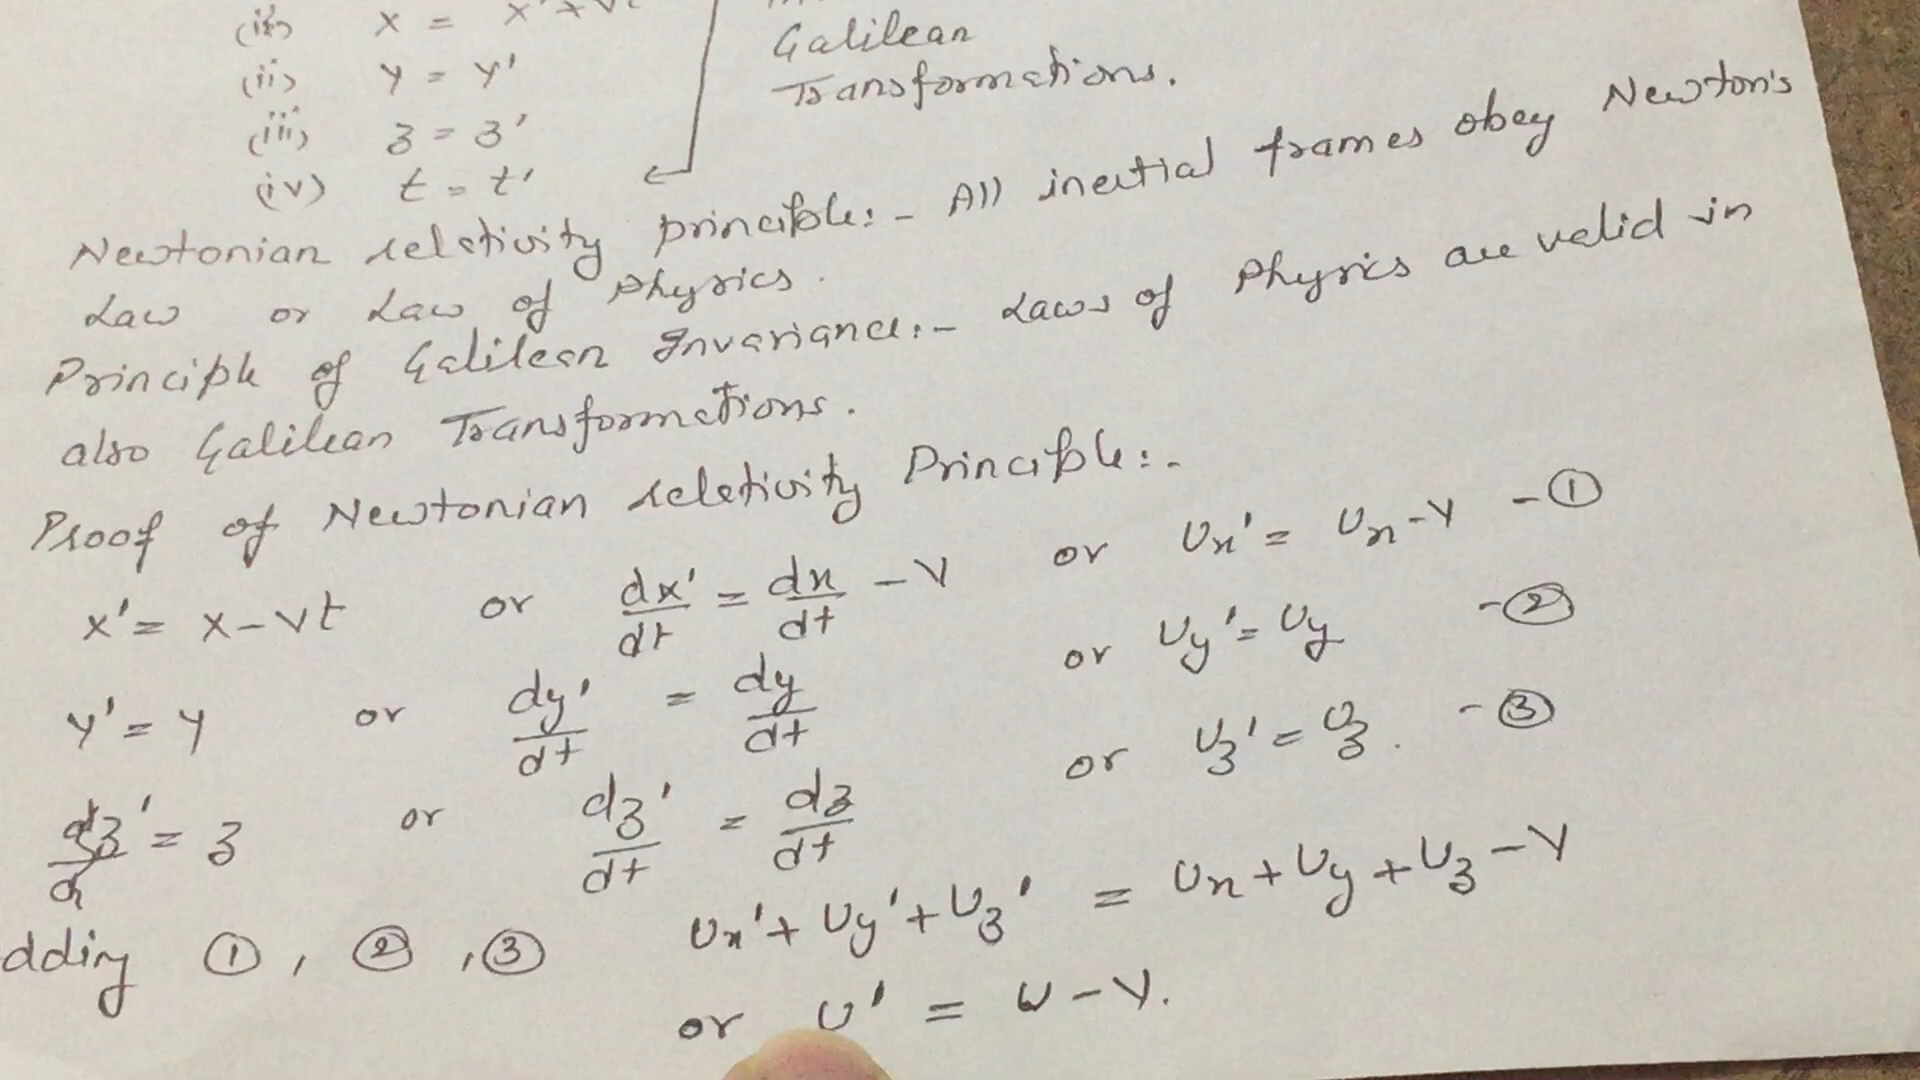 (ii) x = x' + vt
Galilean
(ii) y = y'
Transformations.
(iii) z = z'
(iv) t = t'
Newtonian relativity principle:- All inertial frames obey Newton's
Law or Law of Physics.
Principle of Galilean Invariance:- Laws of Physics are valid in
also Galilean Transformations.
Proof of Newtonian relativity Principle:-
x' = x - vt or dx'/dt = dx/dt - v or Ux' = Ux - v - ①
y' = y or dy'/dt = dy/dt or Uy' = Uy - ②
z' = z or dz'/dt = dz/dt or Uz' = Uz. - ③
dding ①, ②, ③ Ux' + Uy' + Uz' = Ux + Uy + Uz - v
or U' = U - v.